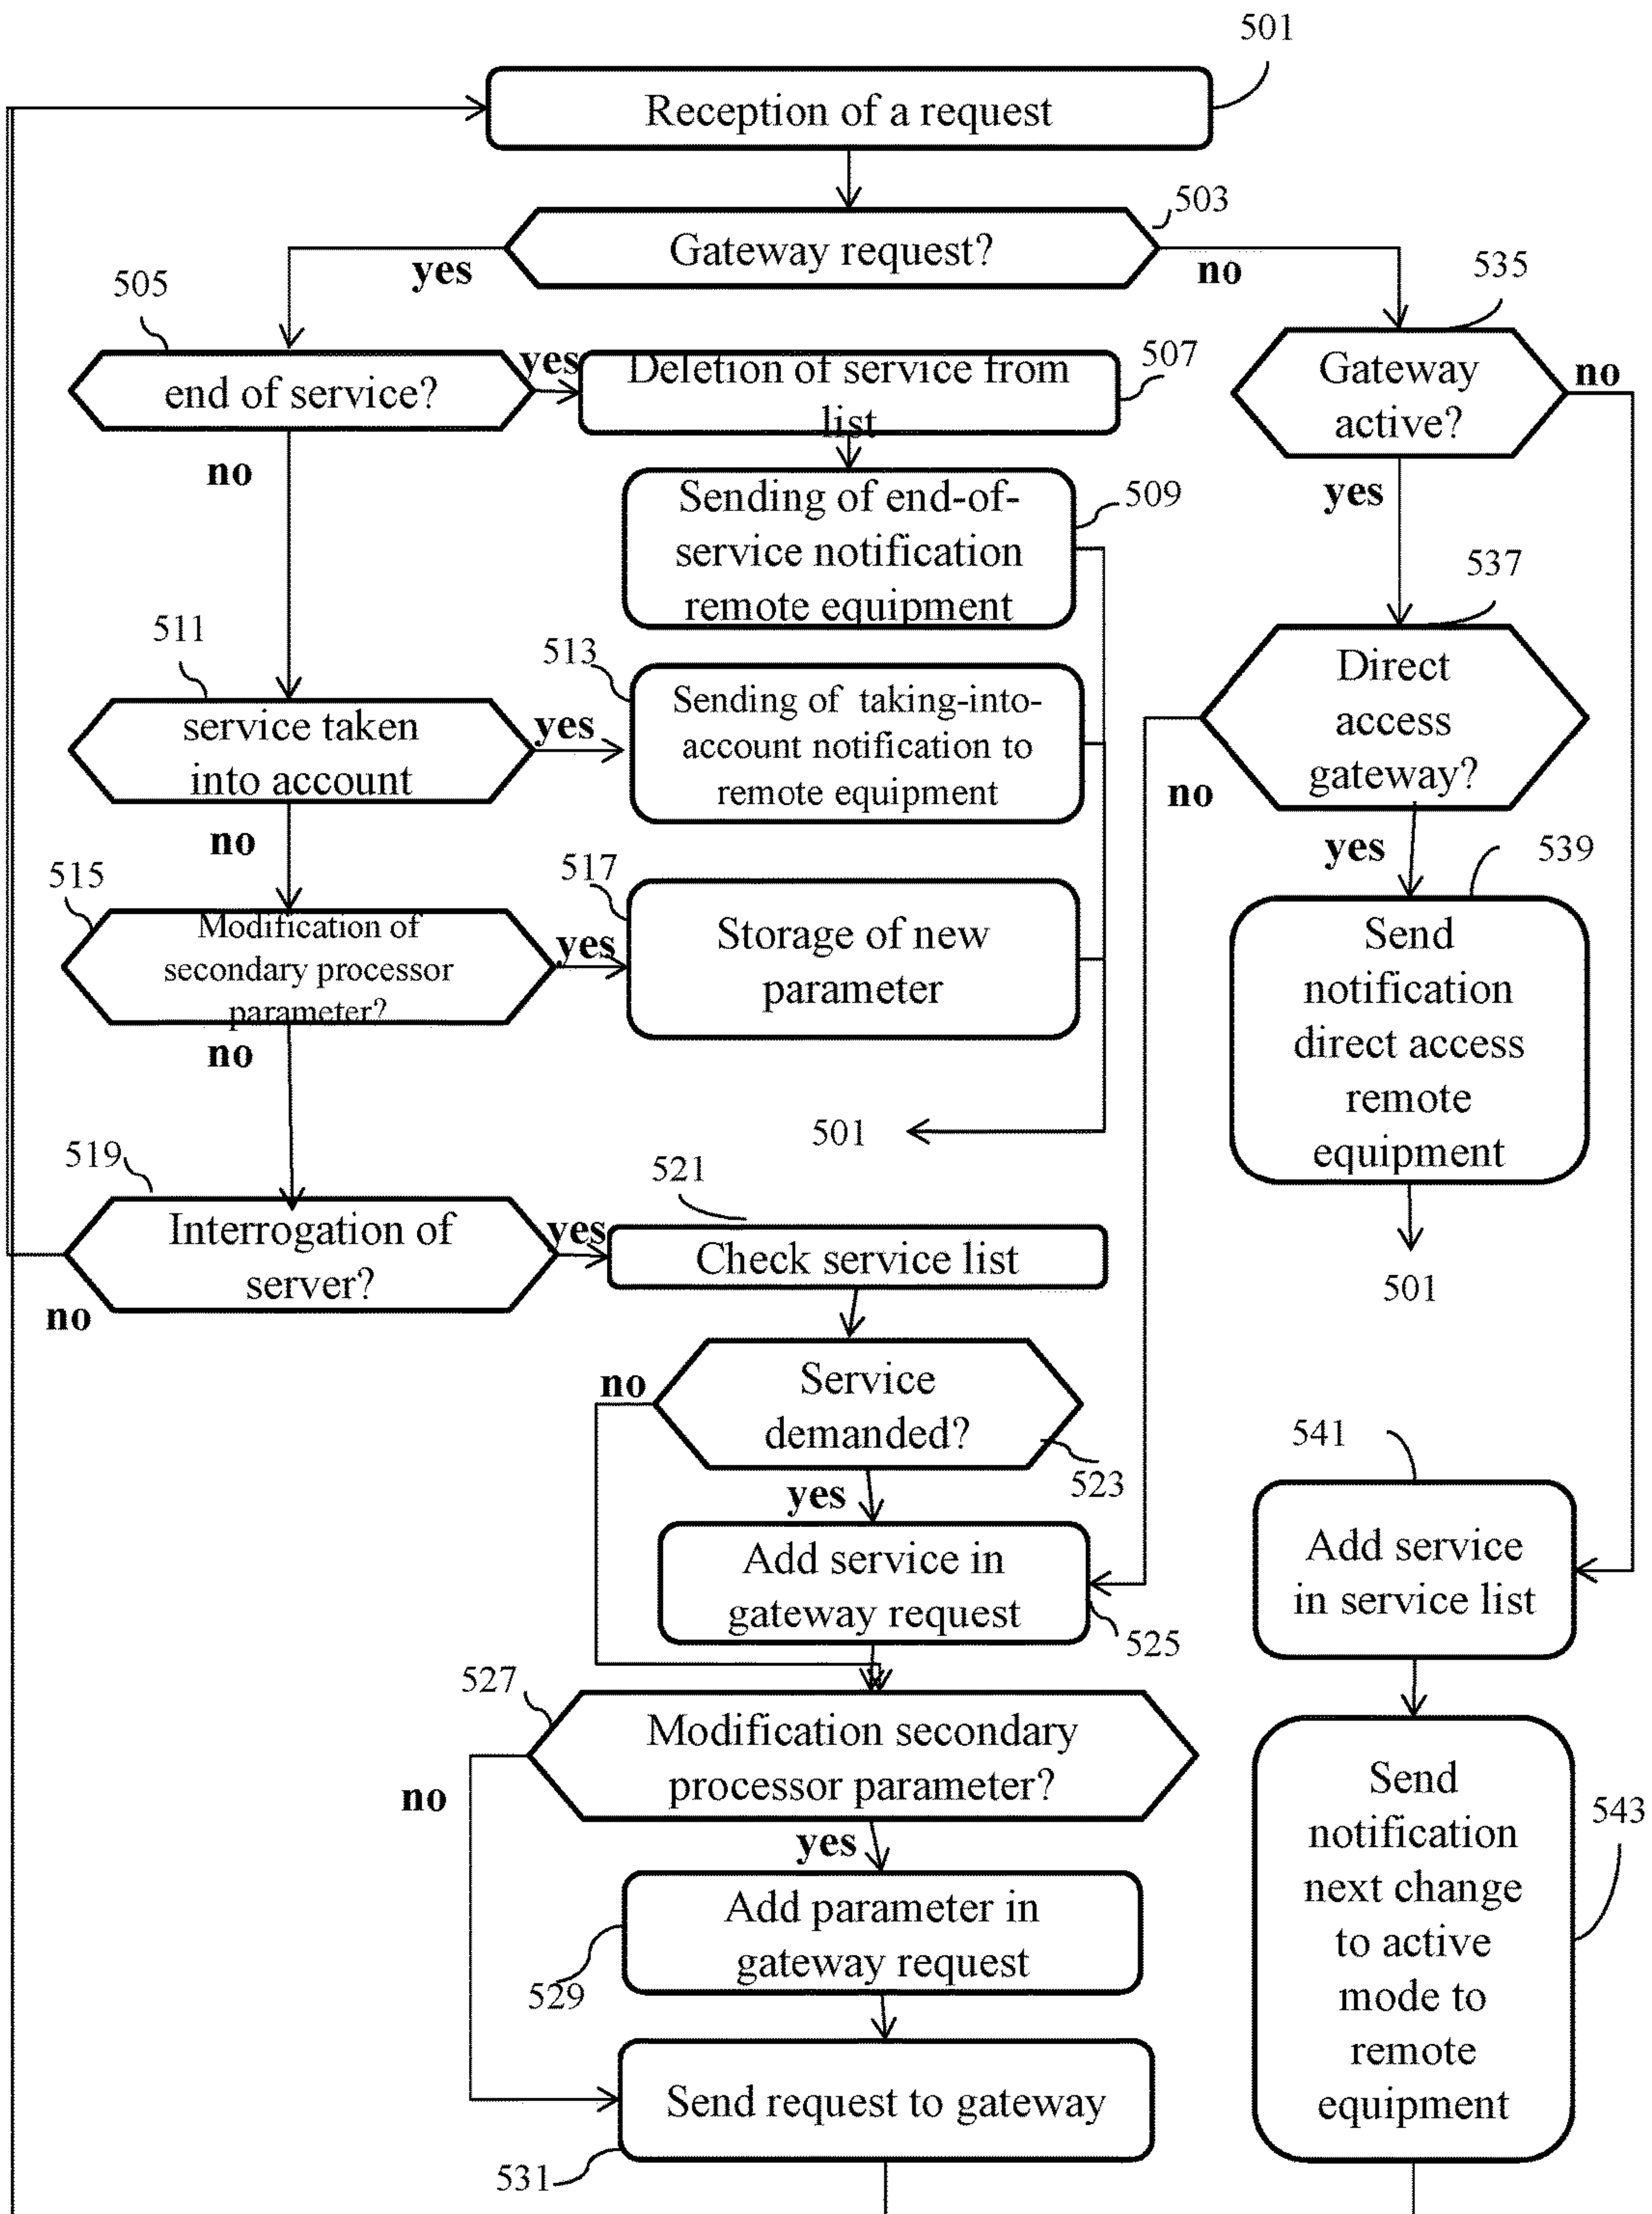 501
Reception of a request
503
Gateway request?
yes
no
535
505
end of service?
yes
Deletion of service from
list
507
Gateway
active?
no
no
yes
Sending of end-of-
service notification
remote equipment
509
537
511
service taken
into account
yes
513
Sending of taking-into-
account notification to
remote equipment
Direct
access
gateway?
no
yes
539
no
515
Modification of
secondary processor
parameter?
yes
517
Storage of new
parameter
Send
notification
direct access
remote
equipment
no
501
501
519
Interrogation of
server?
yes
no
521
Check service list
Service
demanded?
no
523
yes
541
Add service in
gateway request
525
Add service
in service list
527
Modification secondary
processor parameter?
no
yes
Send
notification
next change
to active
mode to
remote
equipment
543
Add parameter in
gateway request
529
Send request to gateway
531